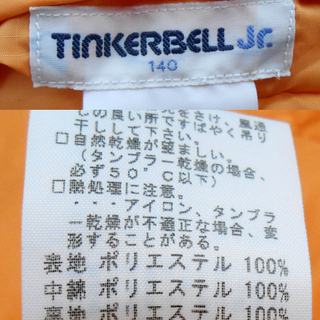 TINKERBELL Jr.
140
しの良い所ですばやく吊り
干しして下さい。
□自然乾燥が望ましい。
(タンブラー乾燥の場合、
必ず50°C以下)
□熱処理に注意。
アイロン、タンブラ
ー乾燥が不適正な場合、変
形することがある。
表地 ポリエステル 100%
中綿 ポリエステル 100%
裏地 ポリエステル 100%